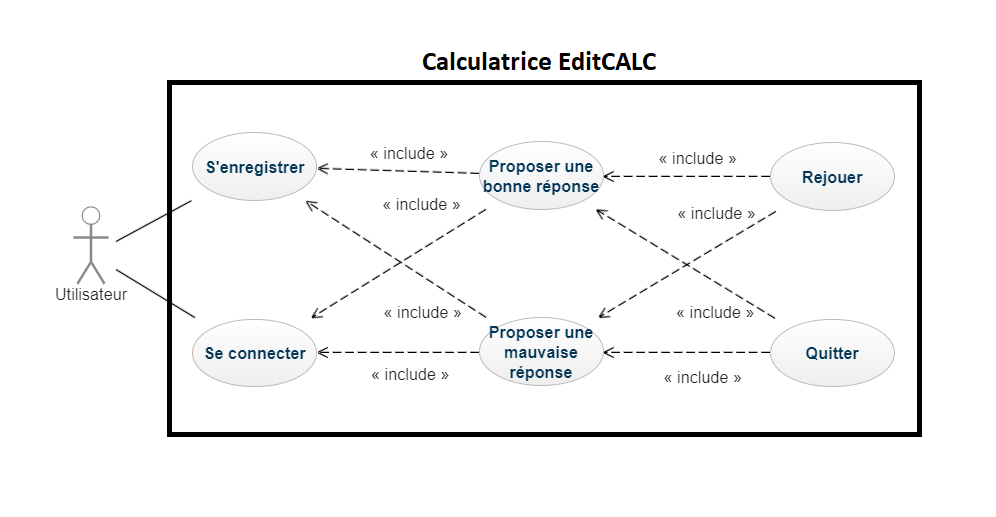 Calculatrice EditCALC
« include »
« include »
S'enregistrer
Proposer une
bonne réponse
Rejouer
« include »
« include »
Utilisateur
« include »
« include »
Se connecter
Proposer une
mauvaise
réponse
Quitter
« include »
« include »